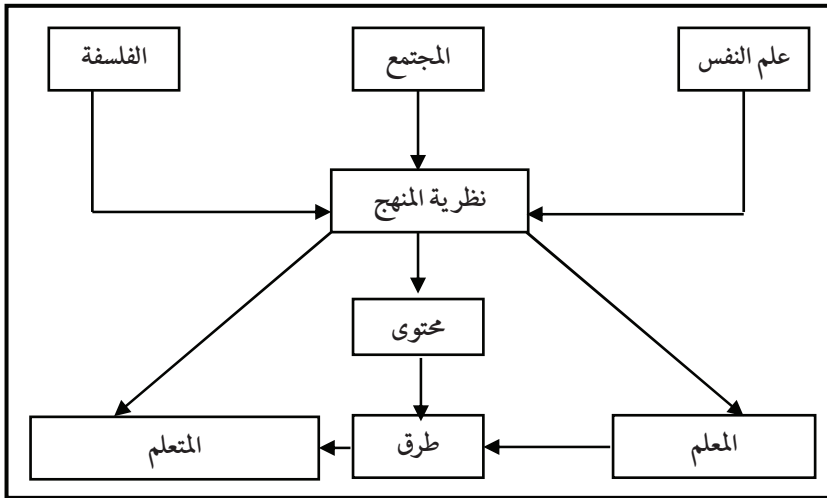 علم النفس
المجتمع
الفلسفة
نظرية المنهج
محتوى
المعلم
طرق
المتعلم